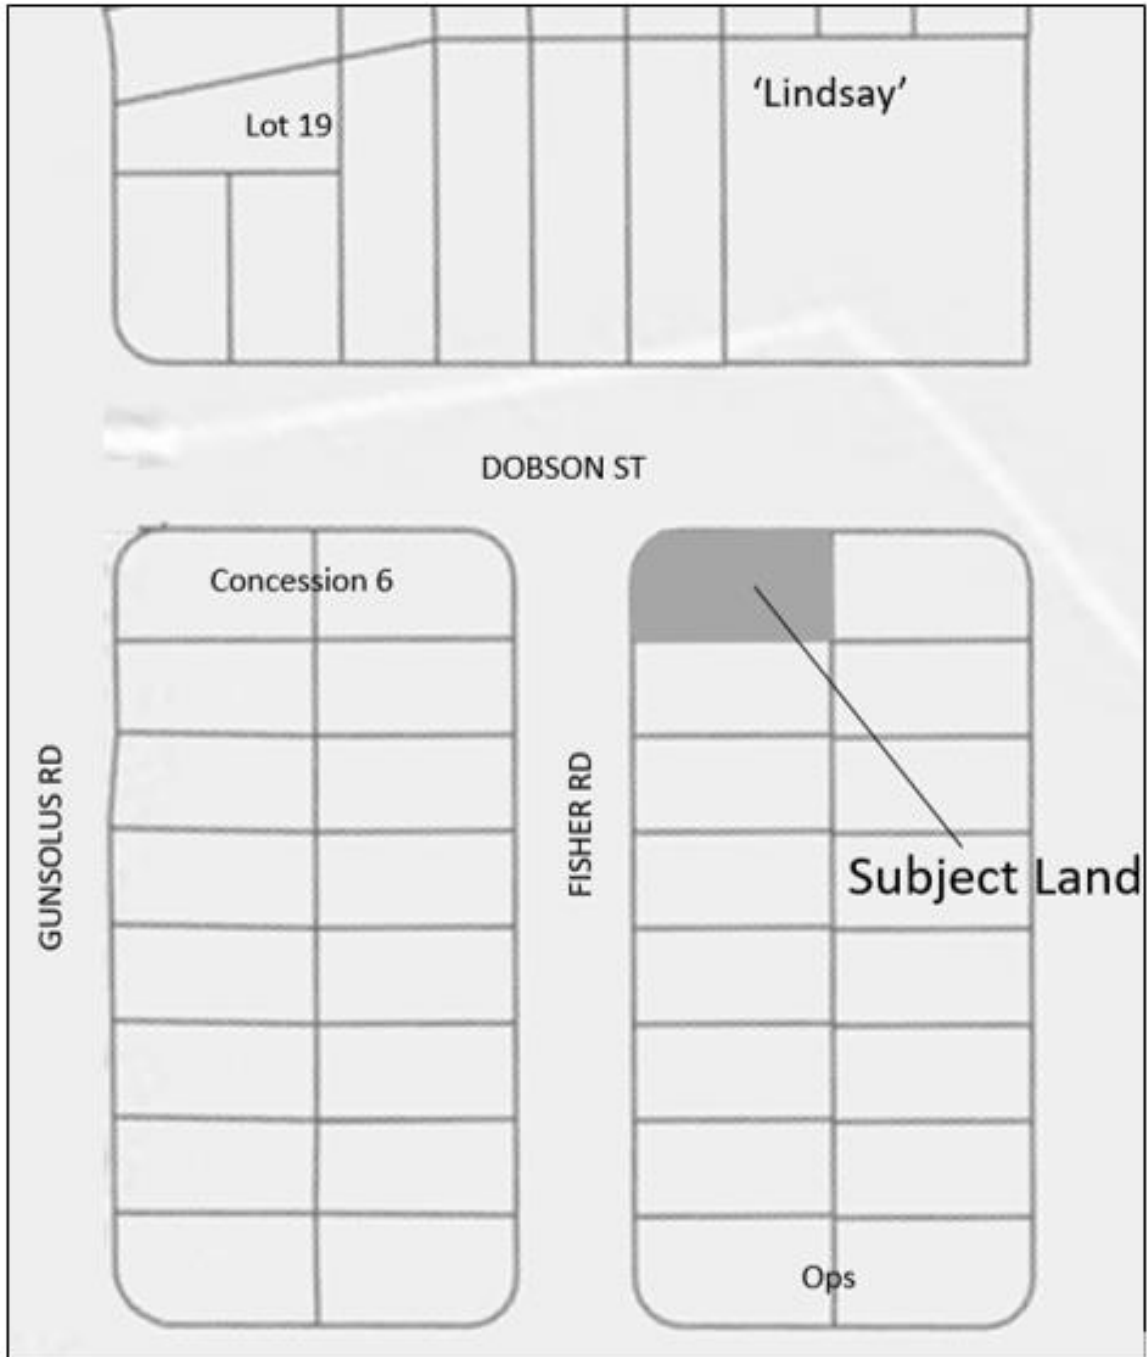 ‘Lindsay’
Lot 19
DOBSON ST
Concession 6
GUNSOLUS RD
FISHER RD
Subject Land
Ops